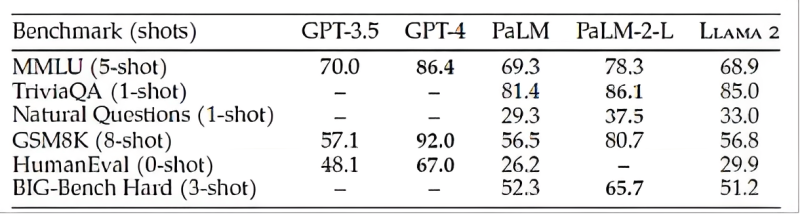 Benchmark (shots) GPT-3.5 GPT-4 PaLM PaLM-2-L LLAMA 2
MMLU (5-shot) 70.0 86.4 69.3 78.3 68.9
TriviaQA (1-shot) – – 81.4 86.1 85.0
Natural Questions (1-shot) – – 29.3 37.5 33.0
GSM8K (8-shot) 57.1 92.0 56.5 80.7 56.8
HumanEval (0-shot) 48.1 67.0 26.2 – 29.9
BIG-Bench Hard (3-shot) – – 52.3 65.7 51.2